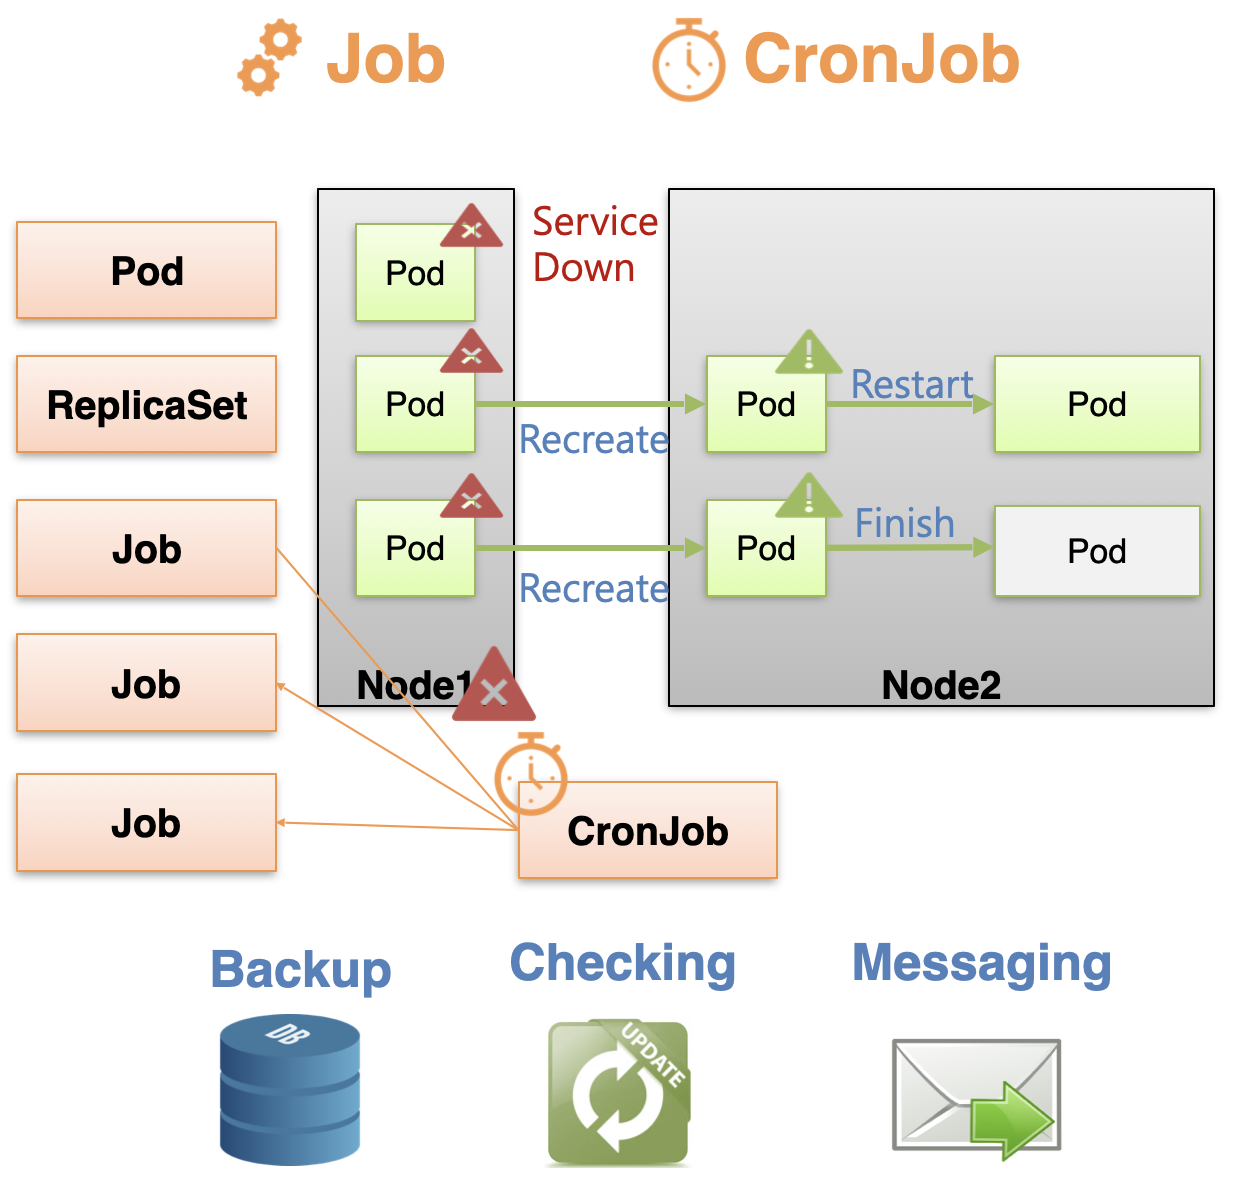 Job
CronJob
Pod
Pod
Service
Down
ReplicaSet
Pod
Recreate
Pod
Restart
Pod
Job
Pod
Recreate
Pod
Finish
Pod
Node1
Node2
Job
Job
CronJob
Backup
Checking
Messaging
DB
UPDATE